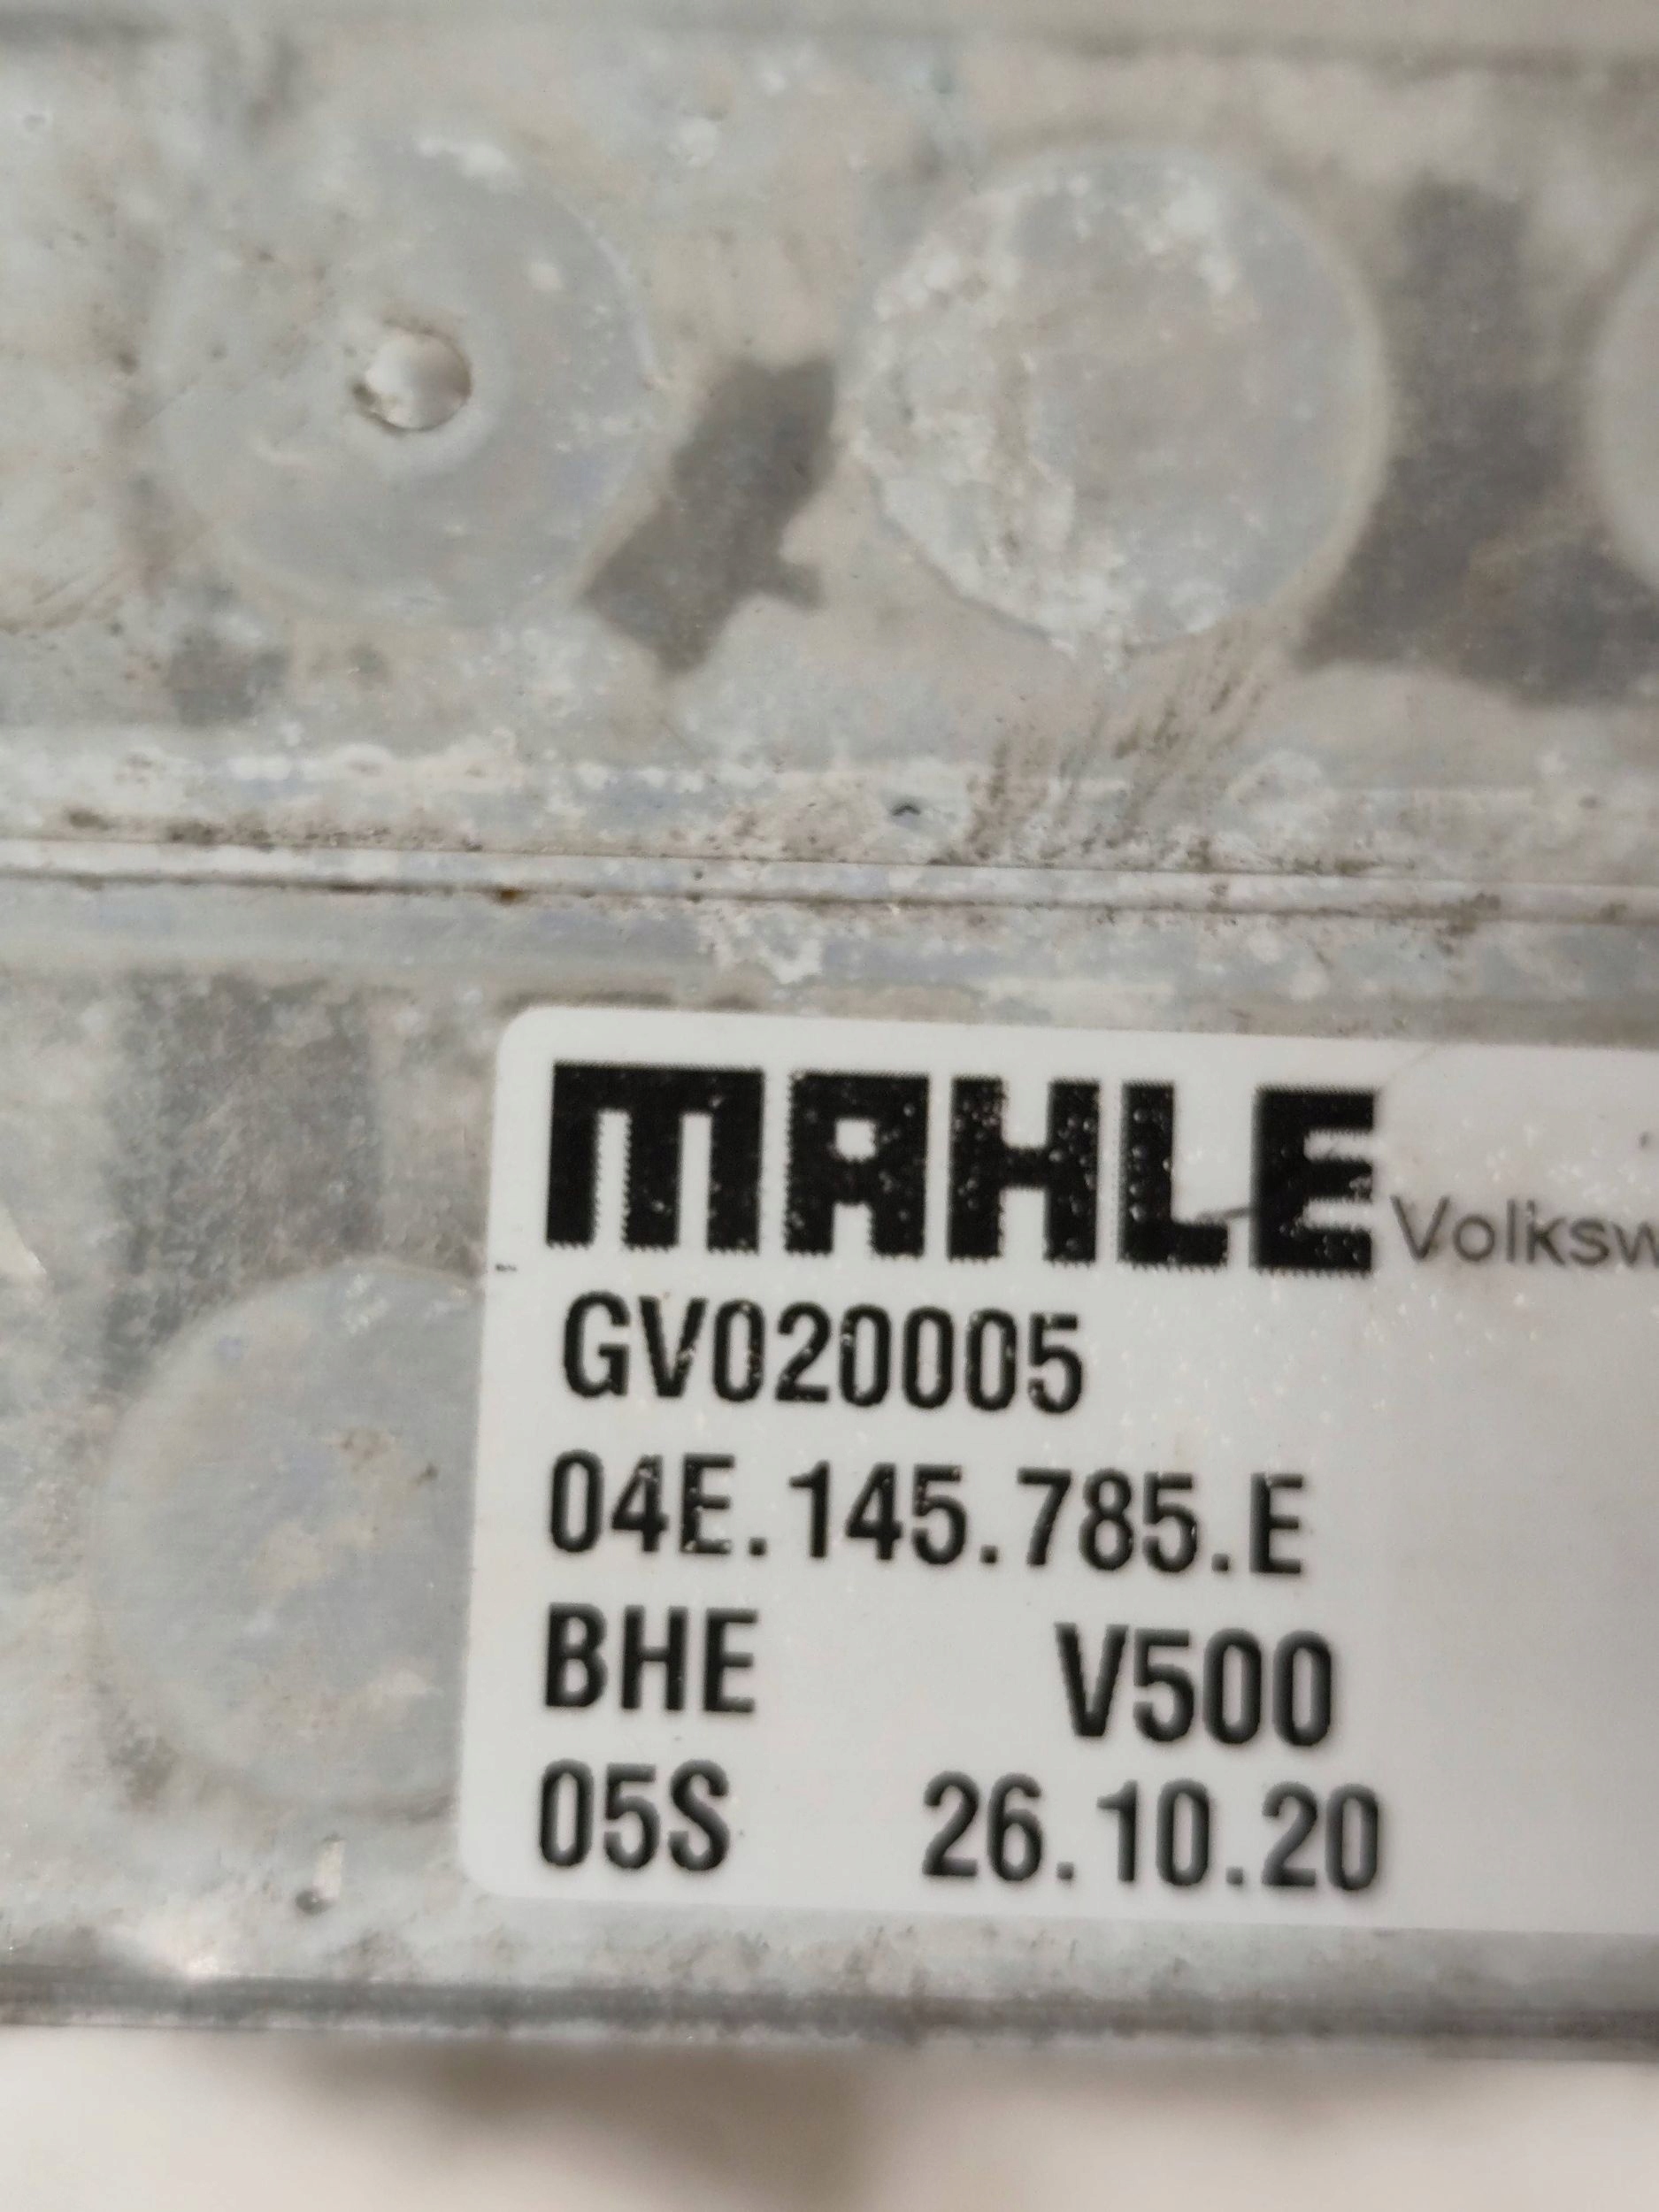 MAHLE Volksw
GV020005
04E.145.785.E
BHE V500
05S 26.10.20